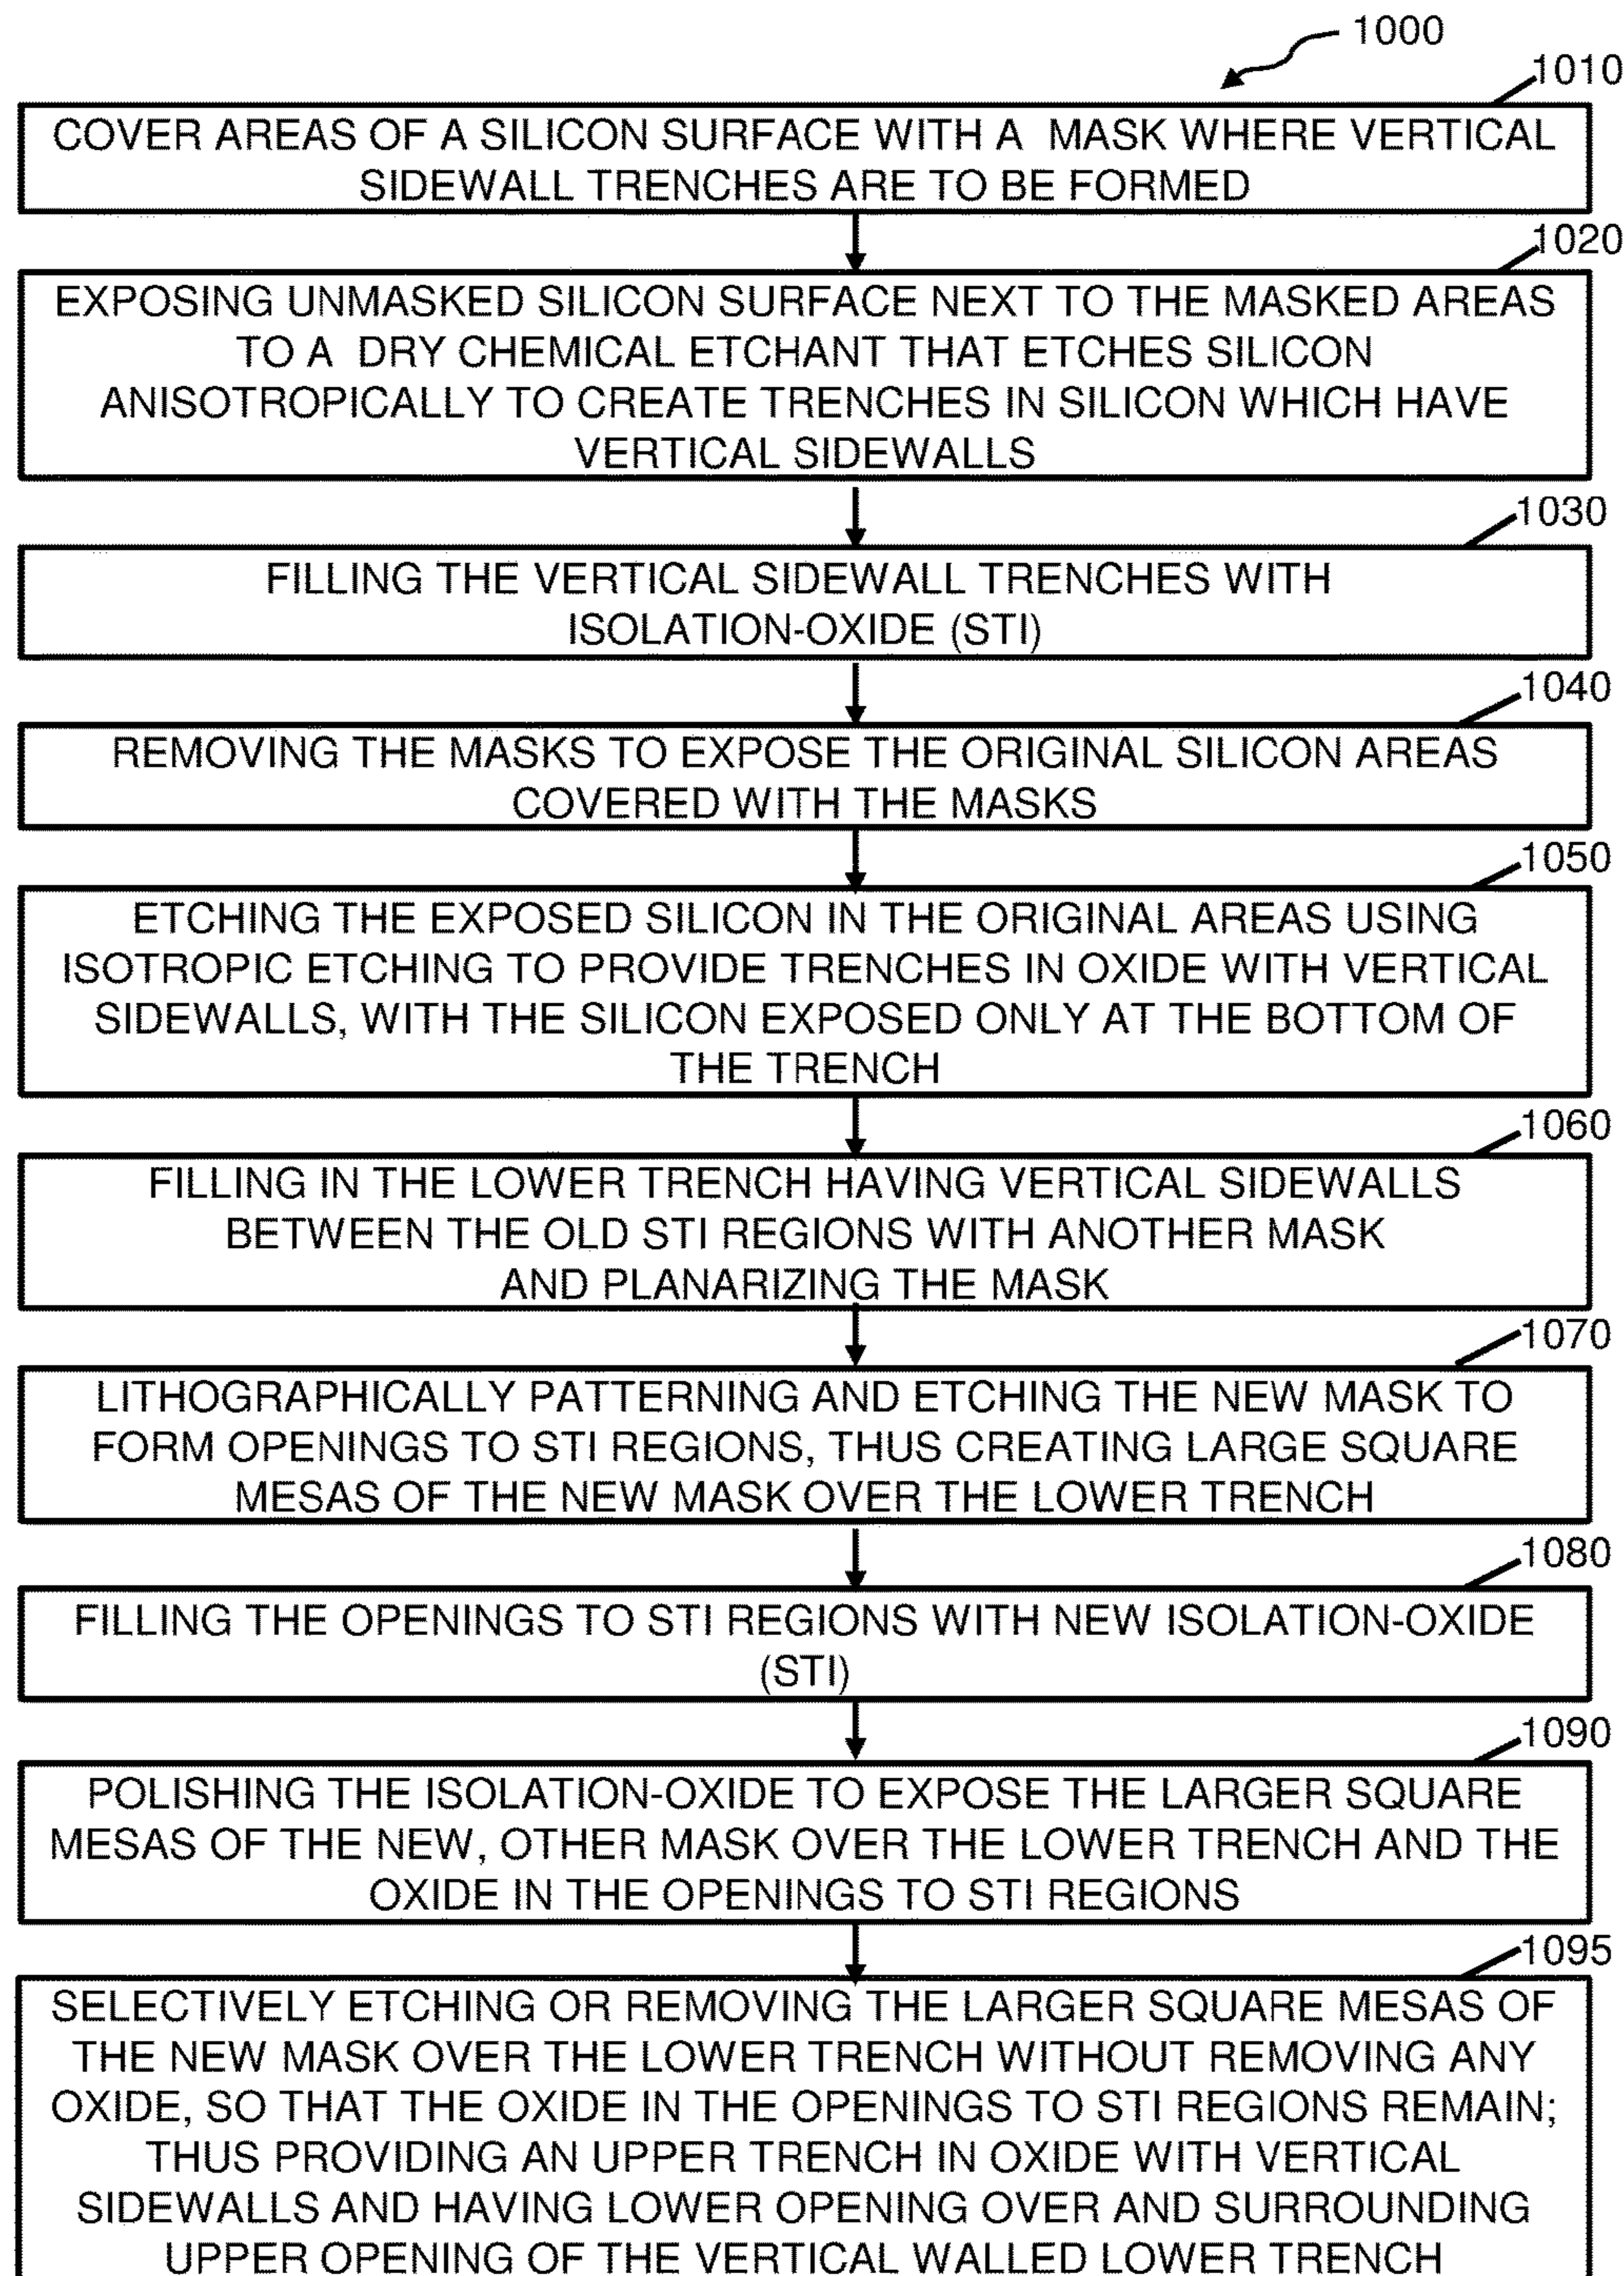 1000
1010
COVER AREAS OF A SILICON SURFACE WITH A MASK WHERE VERTICAL
SIDEWALL TRENCHES ARE TO BE FORMED
1020
EXPOSING UNMASKED SILICON SURFACE NEXT TO THE MASKED AREAS
TO A DRY CHEMICAL ETCHANT THAT ETCHES SILICON
ANISOTROPICALLY TO CREATE TRENCHES IN SILICON WHICH HAVE
VERTICAL SIDEWALLS
1030
FILLING THE VERTICAL SIDEWALL TRENCHES WITH
ISOLATION-OXIDE (STI)
1040
REMOVING THE MASKS TO EXPOSE THE ORIGINAL SILICON AREAS
COVERED WITH THE MASKS
1050
ETCHING THE EXPOSED SILICON IN THE ORIGINAL AREAS USING
ISOTROPIC ETCHING TO PROVIDE TRENCHES IN OXIDE WITH VERTICAL
SIDEWALLS, WITH THE SILICON EXPOSED ONLY AT THE BOTTOM OF
THE TRENCH
1060
FILLING IN THE LOWER TRENCH HAVING VERTICAL SIDEWALLS
BETWEEN THE OLD STI REGIONS WITH ANOTHER MASK
AND PLANARIZING THE MASK
1070
LITHOGRAPHICALLY PATTERNING AND ETCHING THE NEW MASK TO
FORM OPENINGS TO STI REGIONS, THUS CREATING LARGE SQUARE
MESAS OF THE NEW MASK OVER THE LOWER TRENCH
1080
FILLING THE OPENINGS TO STI REGIONS WITH NEW ISOLATION-OXIDE
(STI)
1090
POLISHING THE ISOLATION-OXIDE TO EXPOSE THE LARGER SQUARE
MESAS OF THE NEW, OTHER MASK OVER THE LOWER TRENCH AND THE
OXIDE IN THE OPENINGS TO STI REGIONS
1095
SELECTIVELY ETCHING OR REMOVING THE LARGER SQUARE MESAS OF
THE NEW MASK OVER THE LOWER TRENCH WITHOUT REMOVING ANY
OXIDE, SO THAT THE OXIDE IN THE OPENINGS TO STI REGIONS REMAIN;
THUS PROVIDING AN UPPER TRENCH IN OXIDE WITH VERTICAL
SIDEWALLS AND HAVING LOWER OPENING OVER AND SURROUNDING
UPPER OPENING OF THE VERTICAL WALLED LOWER TRENCH